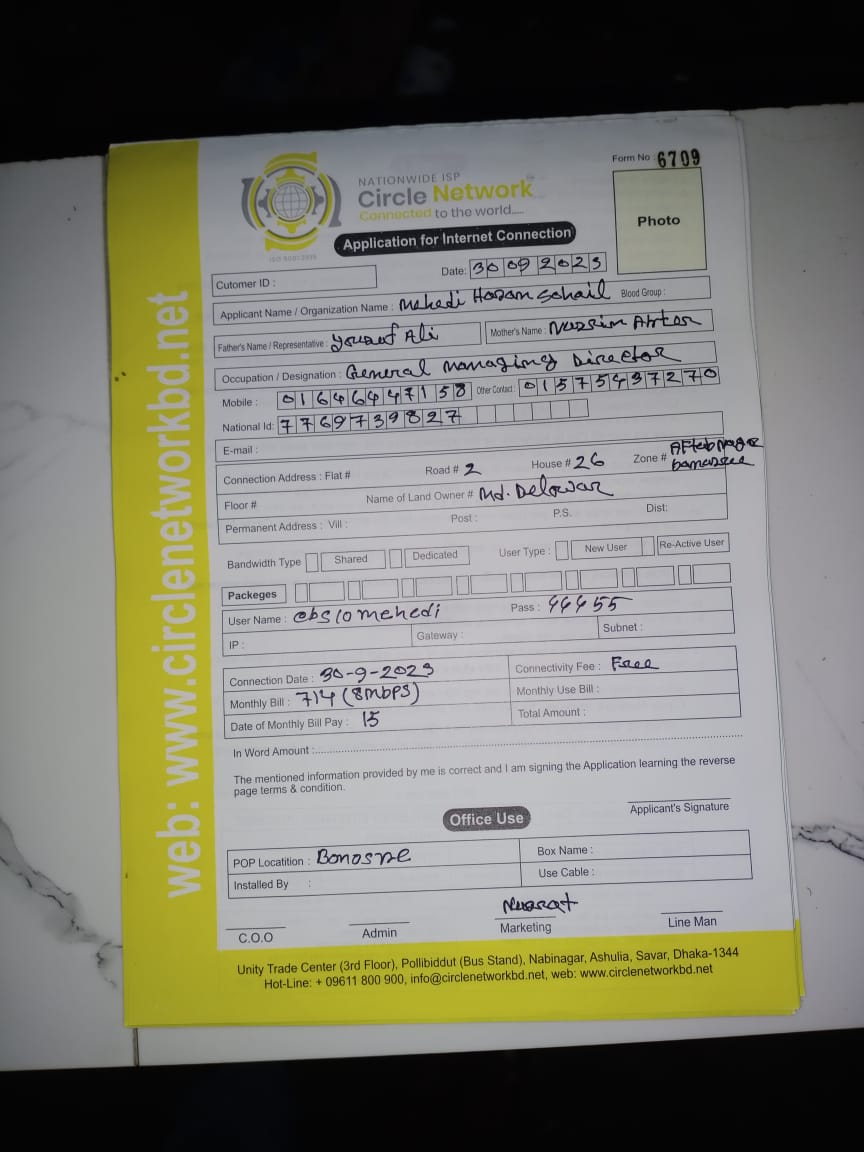 Form No : 6709
NATIONWIDE ISP
Circle Network
Connected to the world.....
ISO 9001:2015
Photo
Application for Internet Connection
Date: 30 09 2023
Cutomer ID :
Applicant Name / Organization Name : Mehedi Hasan Sohail Blood Group :
Father's Name / Representative : Yousuf Ali Mother's Name : Nussim Akter
Occupation / Designation : General Managing Director
Mobile : 01646447158 Other Contact : 01575437270
National Id: 7769739827
E-mail :
Connection Address : Flat # Road # 2 House # 26 Zone # Aftebnagar
Floor # Name of Land Owner # Md. Delowar
Permanent Address : Vill : Post : P.S. Dist:
Bandwidth Type Shared Dedicated User Type : New User Re-Active User
Packeges
User Name : @bs10mehedi Pass : 44455
IP : Gateway : Subnet :
Connection Date : 30-9-2023 Connectivity Fee : Free
Monthly Bill : 714 (8mbps) Monthly Use Bill :
Date of Monthly Bill Pay : 15 Total Amount :
In Word Amount :
The mentioned information provided by me is correct and I am signing the Application learning the reverse
page terms & condition.
Applicant's Signature
Office Use
POP Locatition : Box Name :
Installed By : Use Cable :
Nusrat
C.O.O Admin Marketing Line Man
Unity Trade Center (3rd Floor), Pollibiddut (Bus Stand), Nabinagar, Ashulia, Savar, Dhaka-1344
Hot-Line: + 09611 800 900, info@circlenetworkbd.net, web: www.circlenetworkbd.net
web: www.circlenetworkbd.net